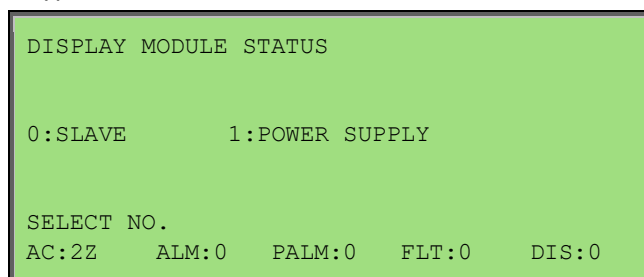 DISPLAY MODULE STATUS
0:SLAVE 1:POWER SUPPLY
SELECT NO.
AC:2Z ALM:0 PALM:0 FLT:0 DIS:0